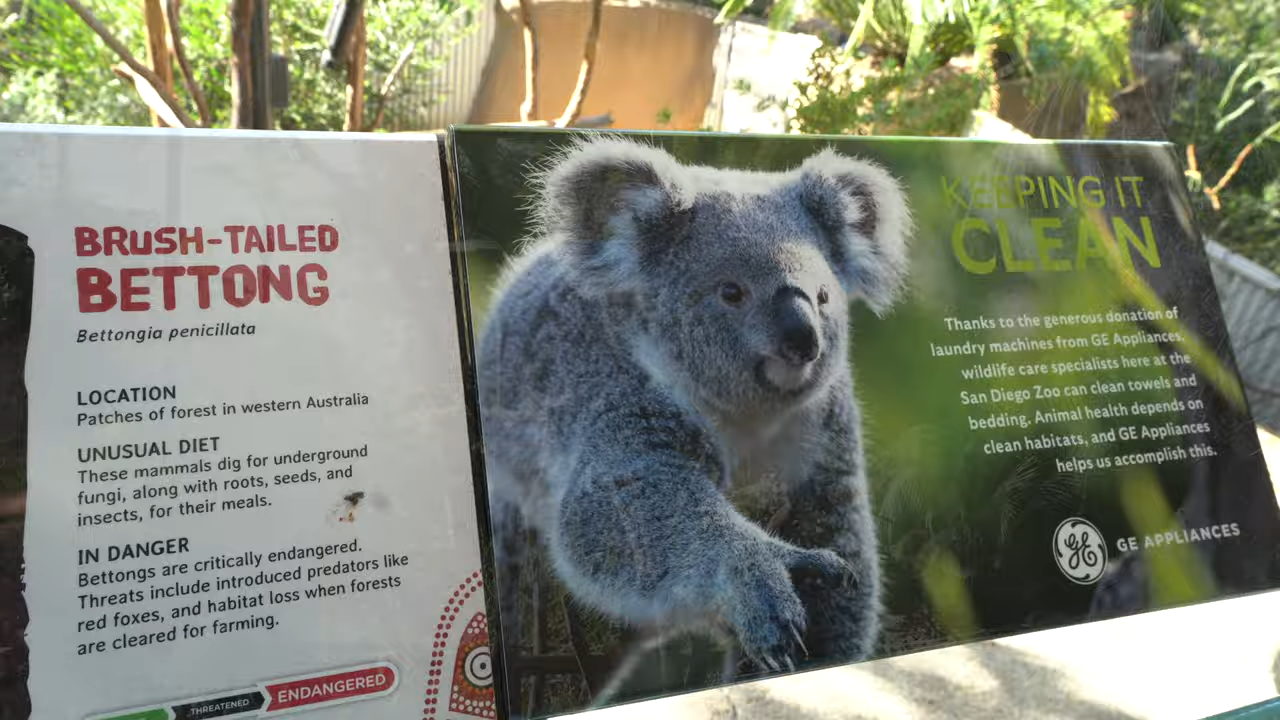 BRUSH-TAILED
BETTONG
Bettongia penicillata
LOCATION
Patches of forest in western Australia
UNUSUAL DIET
These mammals dig for underground
fungi, along with roots, seeds, and
insects, for their meals.
IN DANGER
Bettongs are critically endangered.
Threats include introduced predators like
red foxes, and habitat loss when forests
are cleared for farming.
THREATENED
ENDANGERED
KEEPING IT
CLEAN
Thanks to the generous donation of
laundry machines from GE Appliances,
wildlife care specialists here at the
San Diego Zoo can clean towels and
bedding. Animal health depends on
clean habitats, and GE Appliances
helps us accomplish this.
GE
GE APPLIANCES